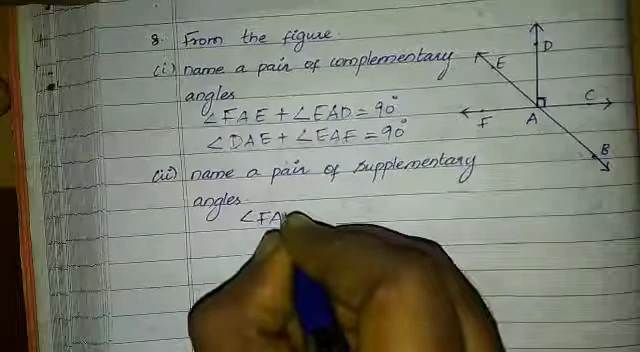 8. From the figure.
(i) name a pair of complementary
angles
∠FAE + ∠EAD = 90°
∠DAE + ∠EAF = 90°
(ii) name a pair of supplementary
angles.
∠FA
D
E
C
F
A
B